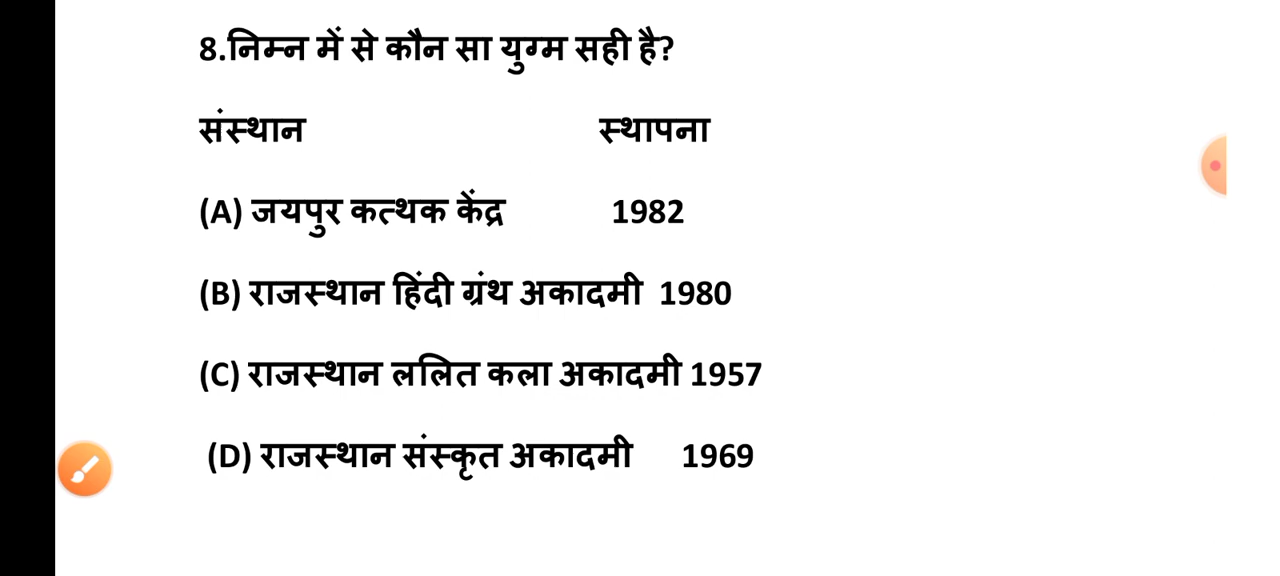 8.निम्न में से कौन सा युग्म सही है?
संस्थान स्थापना
(A) जयपुर कत्थक केंद्र 1982
(B) राजस्थान हिंदी ग्रंथ अकादमी 1980
(C) राजस्थान ललित कला अकादमी 1957
(D) राजस्थान संस्कृत अकादमी 1969